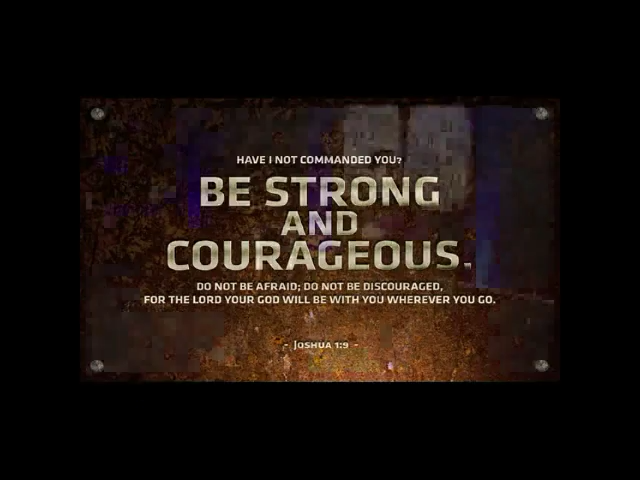 HAVE I NOT COMMANDED YOU?
BE STRONG
AND
COURAGEOUS.
DO NOT BE AFRAID; DO NOT BE DISCOURAGED,
FOR THE LORD YOUR GOD WILL BE WITH YOU WHEREVER YOU GO.
- JOSHUA 1:9 -